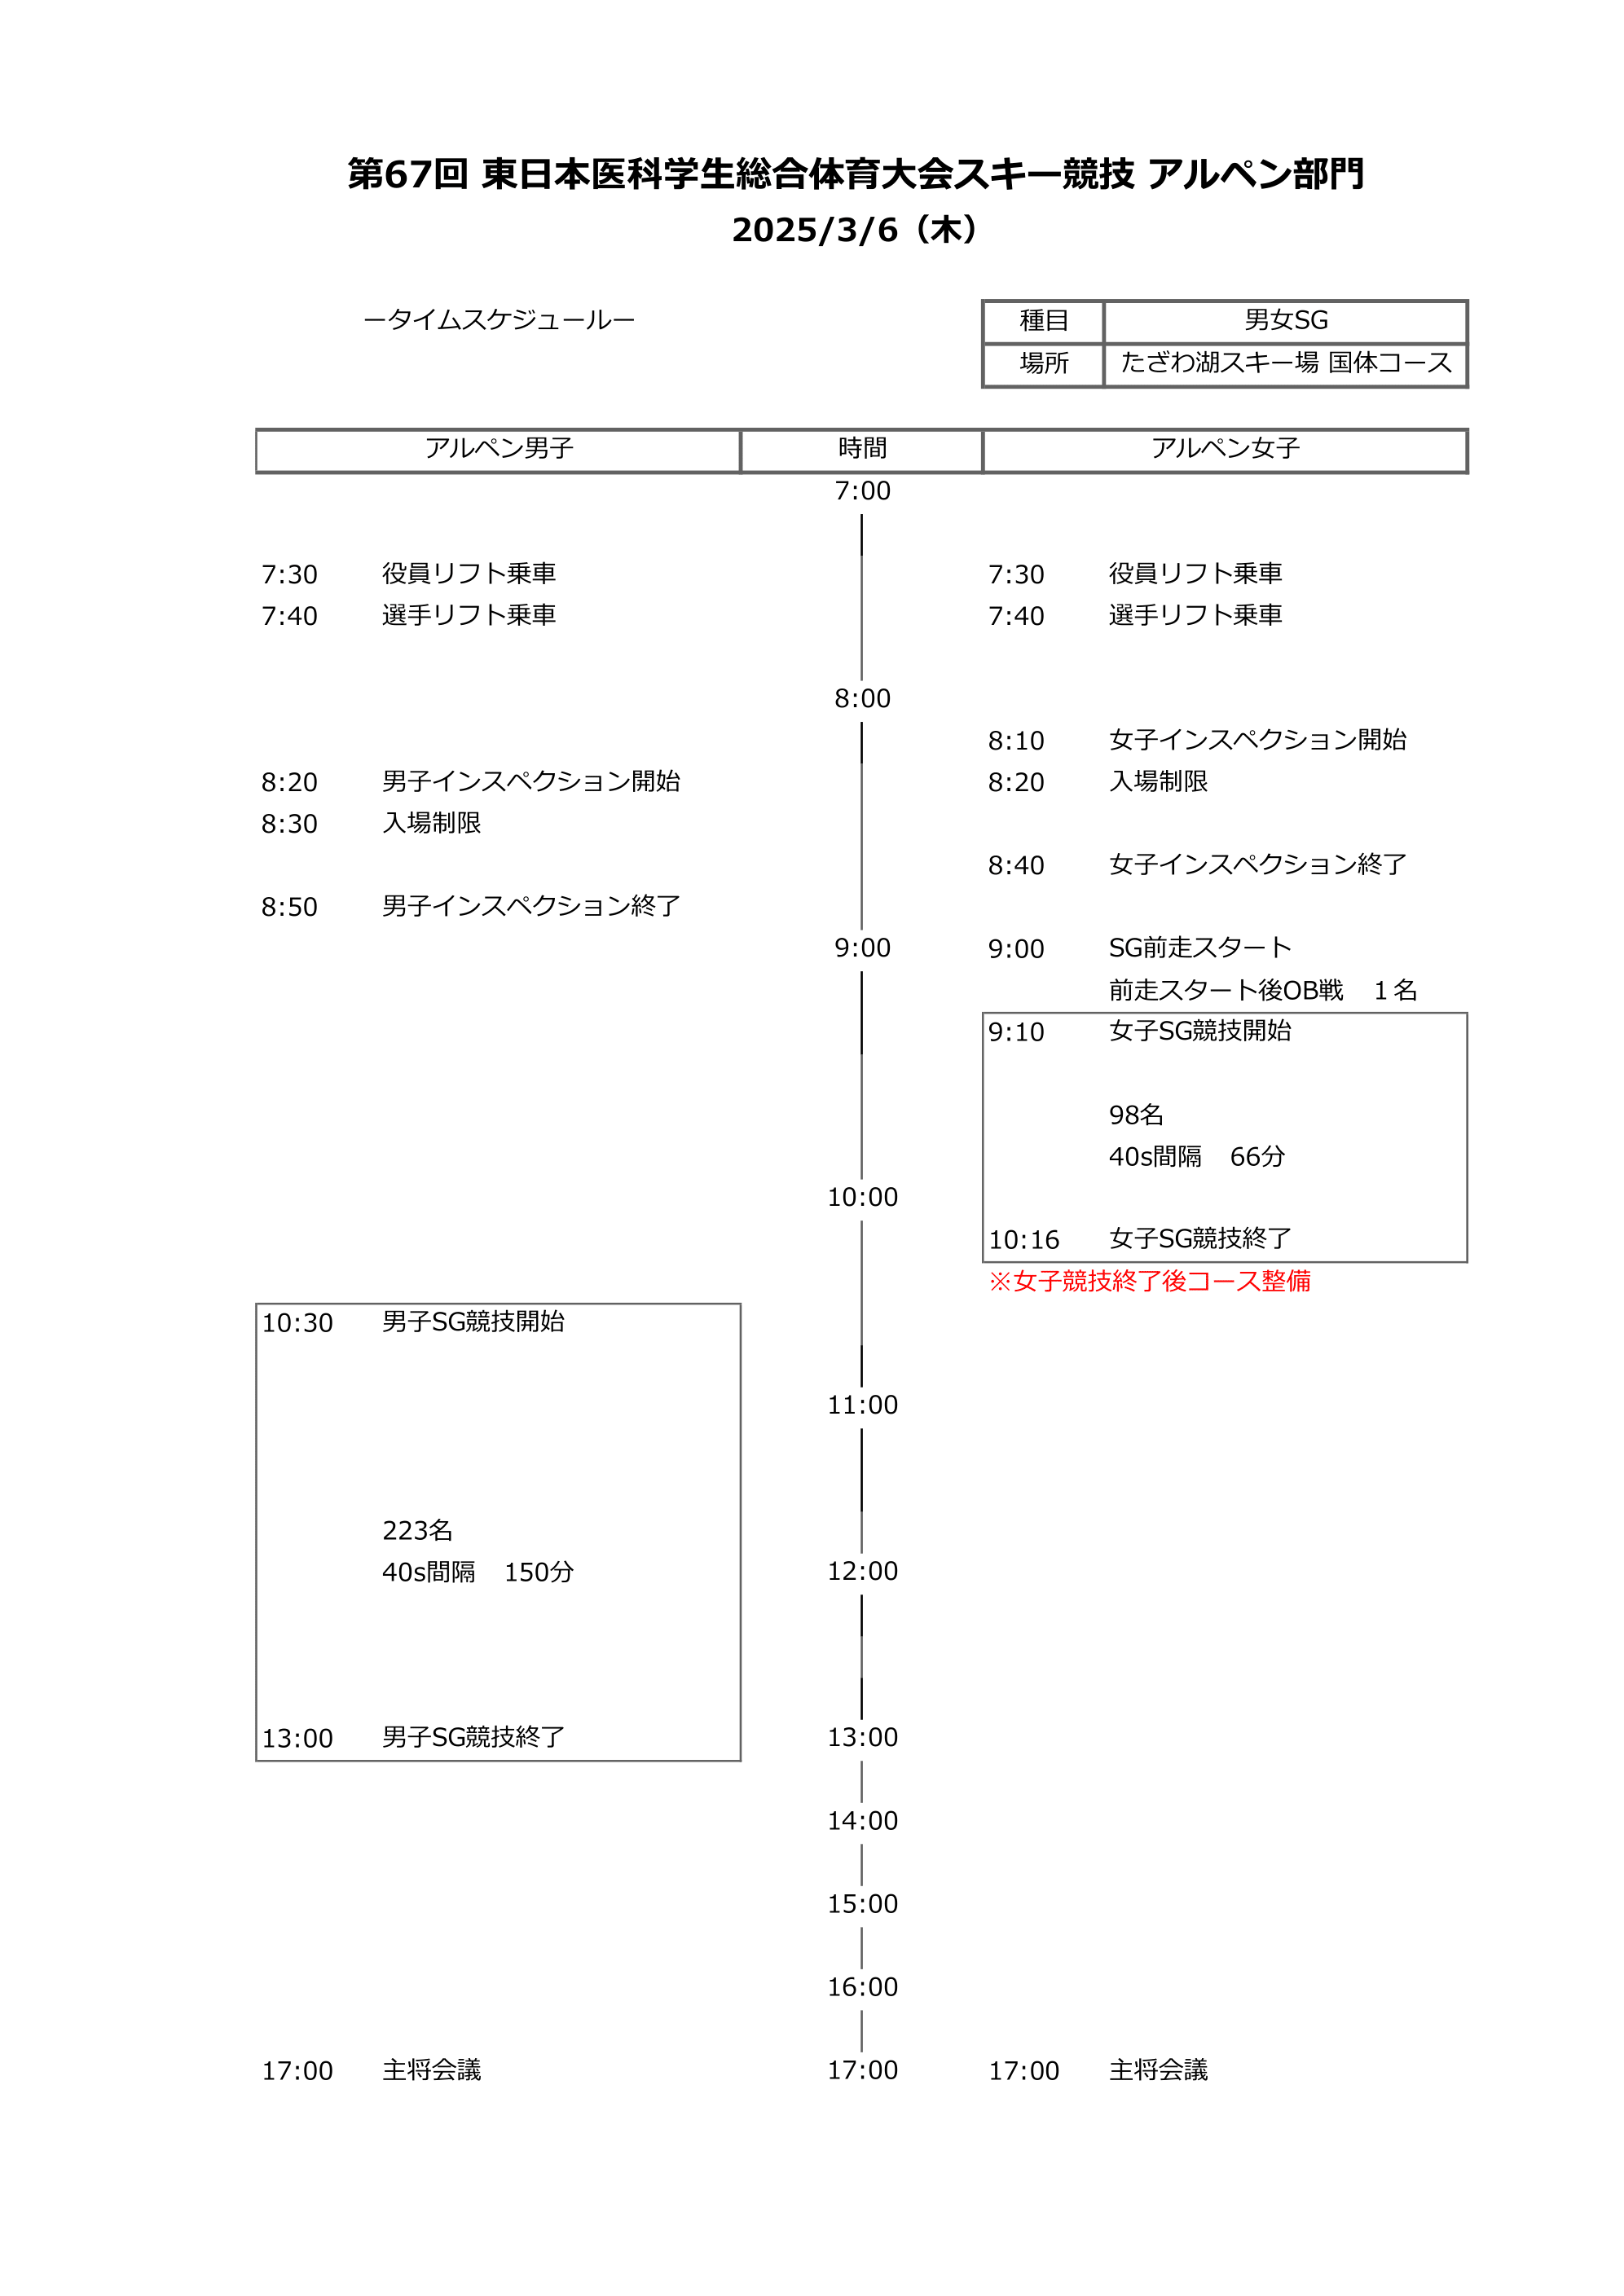 第67回 東日本医科学生総合体育大会スキー競技 アルペン部門
2025/3/6（木）
ータイムスケジュールー
種目 男女SG
場所 たざわ湖スキー場 国体コース
アルペン男子 時間 アルペン女子
7:00
7:30 役員リフト乗車 7:30 役員リフト乗車
7:40 選手リフト乗車 7:40 選手リフト乗車
8:00
8:10 女子インスペクション開始
8:20 男子インスペクション開始 8:20 入場制限
8:30 入場制限
8:40 女子インスペクション終了
8:50 男子インスペクション終了
9:00 9:00 SG前走スタート
前走スタート後OB戦　１名
9:10 女子SG競技開始
98名
40s間隔　66分
10:00
10:16 女子SG競技終了
※女子競技終了後コース整備
10:30 男子SG競技開始
11:00
223名
40s間隔　150分 12:00
13:00 男子SG競技終了 13:00
14:00
15:00
16:00
17:00 主将会議 17:00 17:00 主将会議